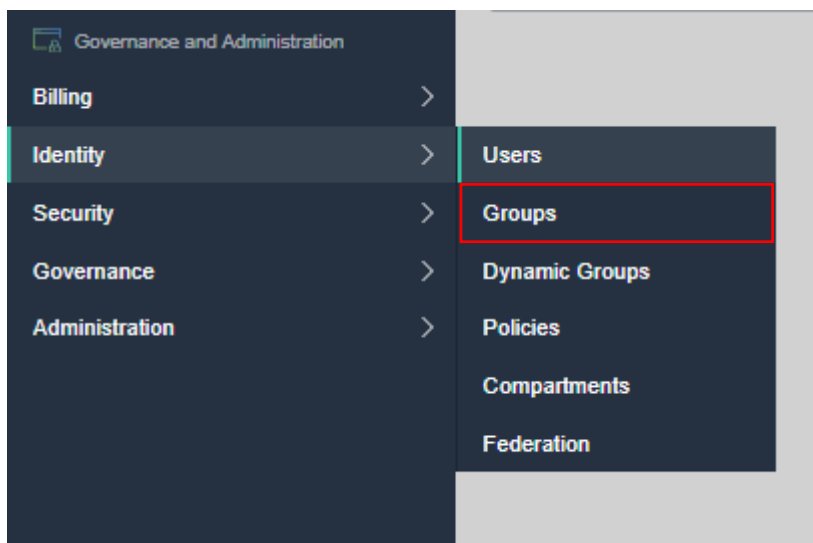 Governance and Administration
Billing
Identity
Security
Governance
Administration
Users
Groups
Dynamic Groups
Policies
Compartments
Federation